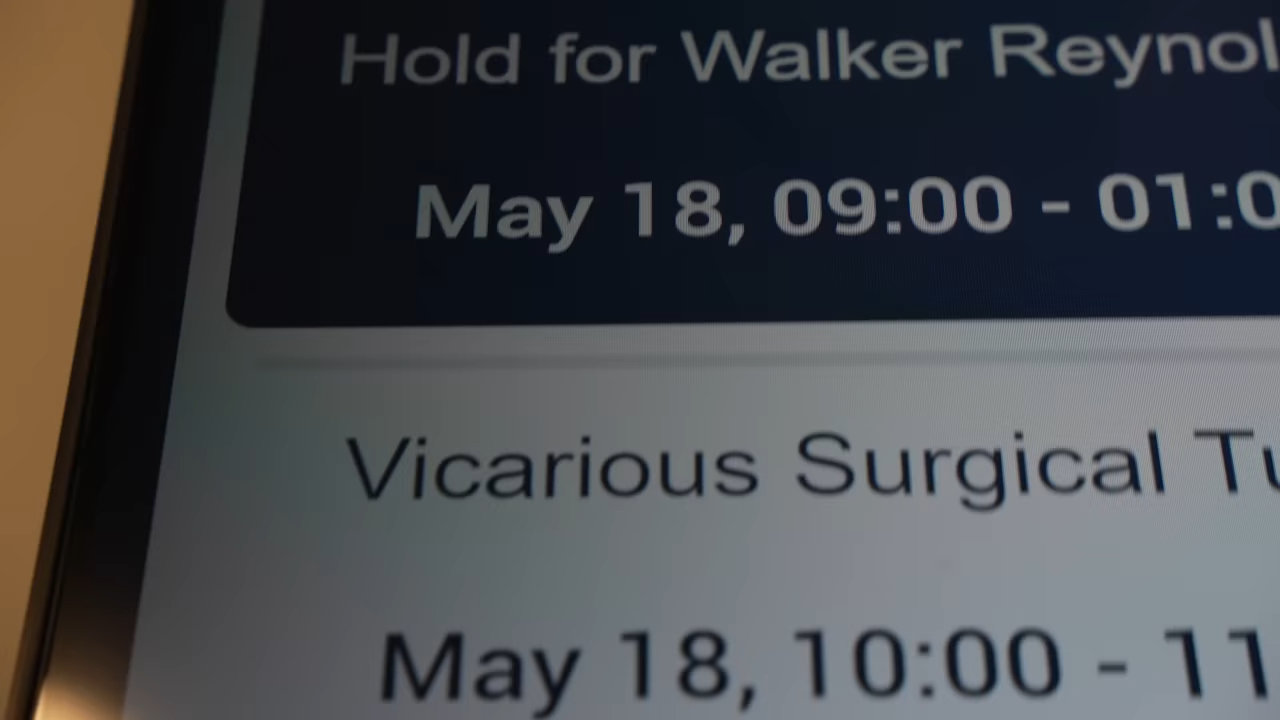 Hold for Walker Reynol
May 18, 09:00 - 01:0
Vicarious Surgical Tu
May 18, 10:00 - 11